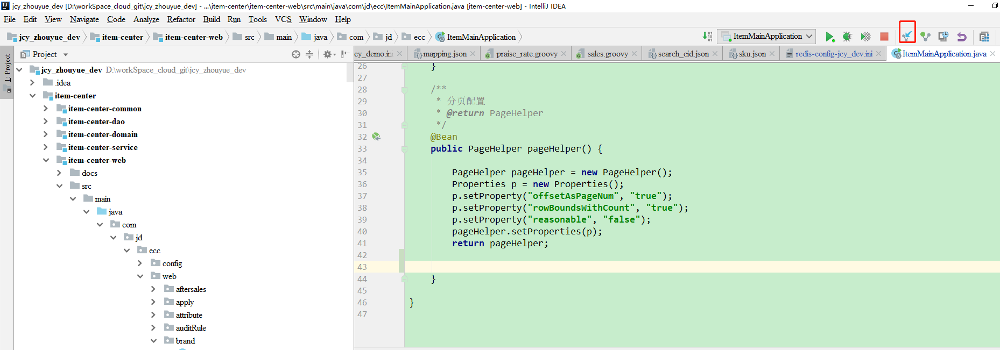 jcy_zhouyue_dev [D:\workSpace_cloud_git\jcy_zhouyue_dev] - ...\item-center\item-center-web\src\main\java\com\jd\ecc\ItemMainApplication.java [item-center-web] - IntelliJ IDEA
File Edit View Navigate Code Analyze Refactor Build Run Tools VCS Window Help
jcy_zhouyue_dev item-center item-center-web src main java com jd ecc ItemMainApplication ItemMainApplication
1: Project
Project
cy_demo.in mapping.json praise_rate.groovy sales.groovy search_cid.json sku.json redis-config-jcy_dev.ini ItemMainApplication.java
jcy_zhouyue_dev D:\workSpace_cloud_git\jcy_zhouyue_dev
.idea
item-center
item-center-common
item-center-dao
item-center-domain
item-center-service
item-center-web
docs
src
main
java
com
jd
ecc
config
web
aftersales
apply
attribute
auditRule
brand
26 }
27
28 /**
29 * 分页配置
30 * @return PageHelper
31 */
32 @Bean
33 public PageHelper pageHelper() {
34
35 PageHelper pageHelper = new PageHelper();
36 Properties p = new Properties();
37 p.setProperty("offsetAsPageNum", "true");
38 p.setProperty("rowBoundsWithCount", "true");
39 p.setProperty("reasonable", "false");
40 pageHelper.setProperties(p);
41 return pageHelper;
42
43
44 }
45
46 }
47